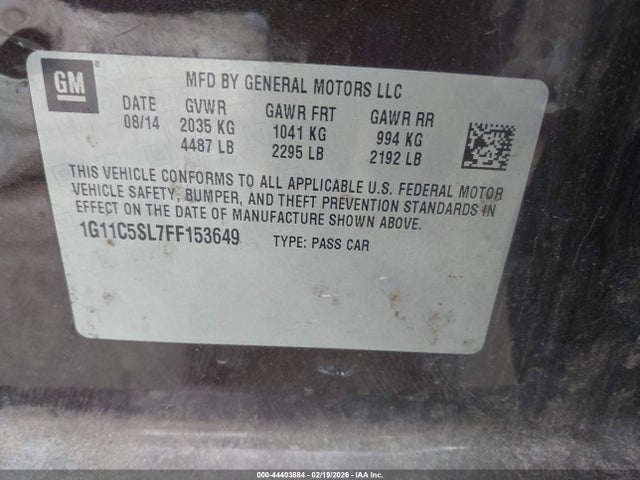 GM®
MFD BY GENERAL MOTORS LLC
DATE GVWR GAWR FRT GAWR RR
08/14 2035 KG 1041 KG 994 KG
4487 LB 2295 LB 2192 LB
THIS VEHICLE CONFORMS TO ALL APPLICABLE U.S. FEDERAL MOTOR
VEHICLE SAFETY, BUMPER, AND THEFT PREVENTION STANDARDS IN
EFFECT ON THE DATE OF MANUFACTURE SHOWN ABOVE.
1G11C5SL7FF153649 TYPE: PASS CAR
000-44403884 | 02/19/2026 - IAA Inc.